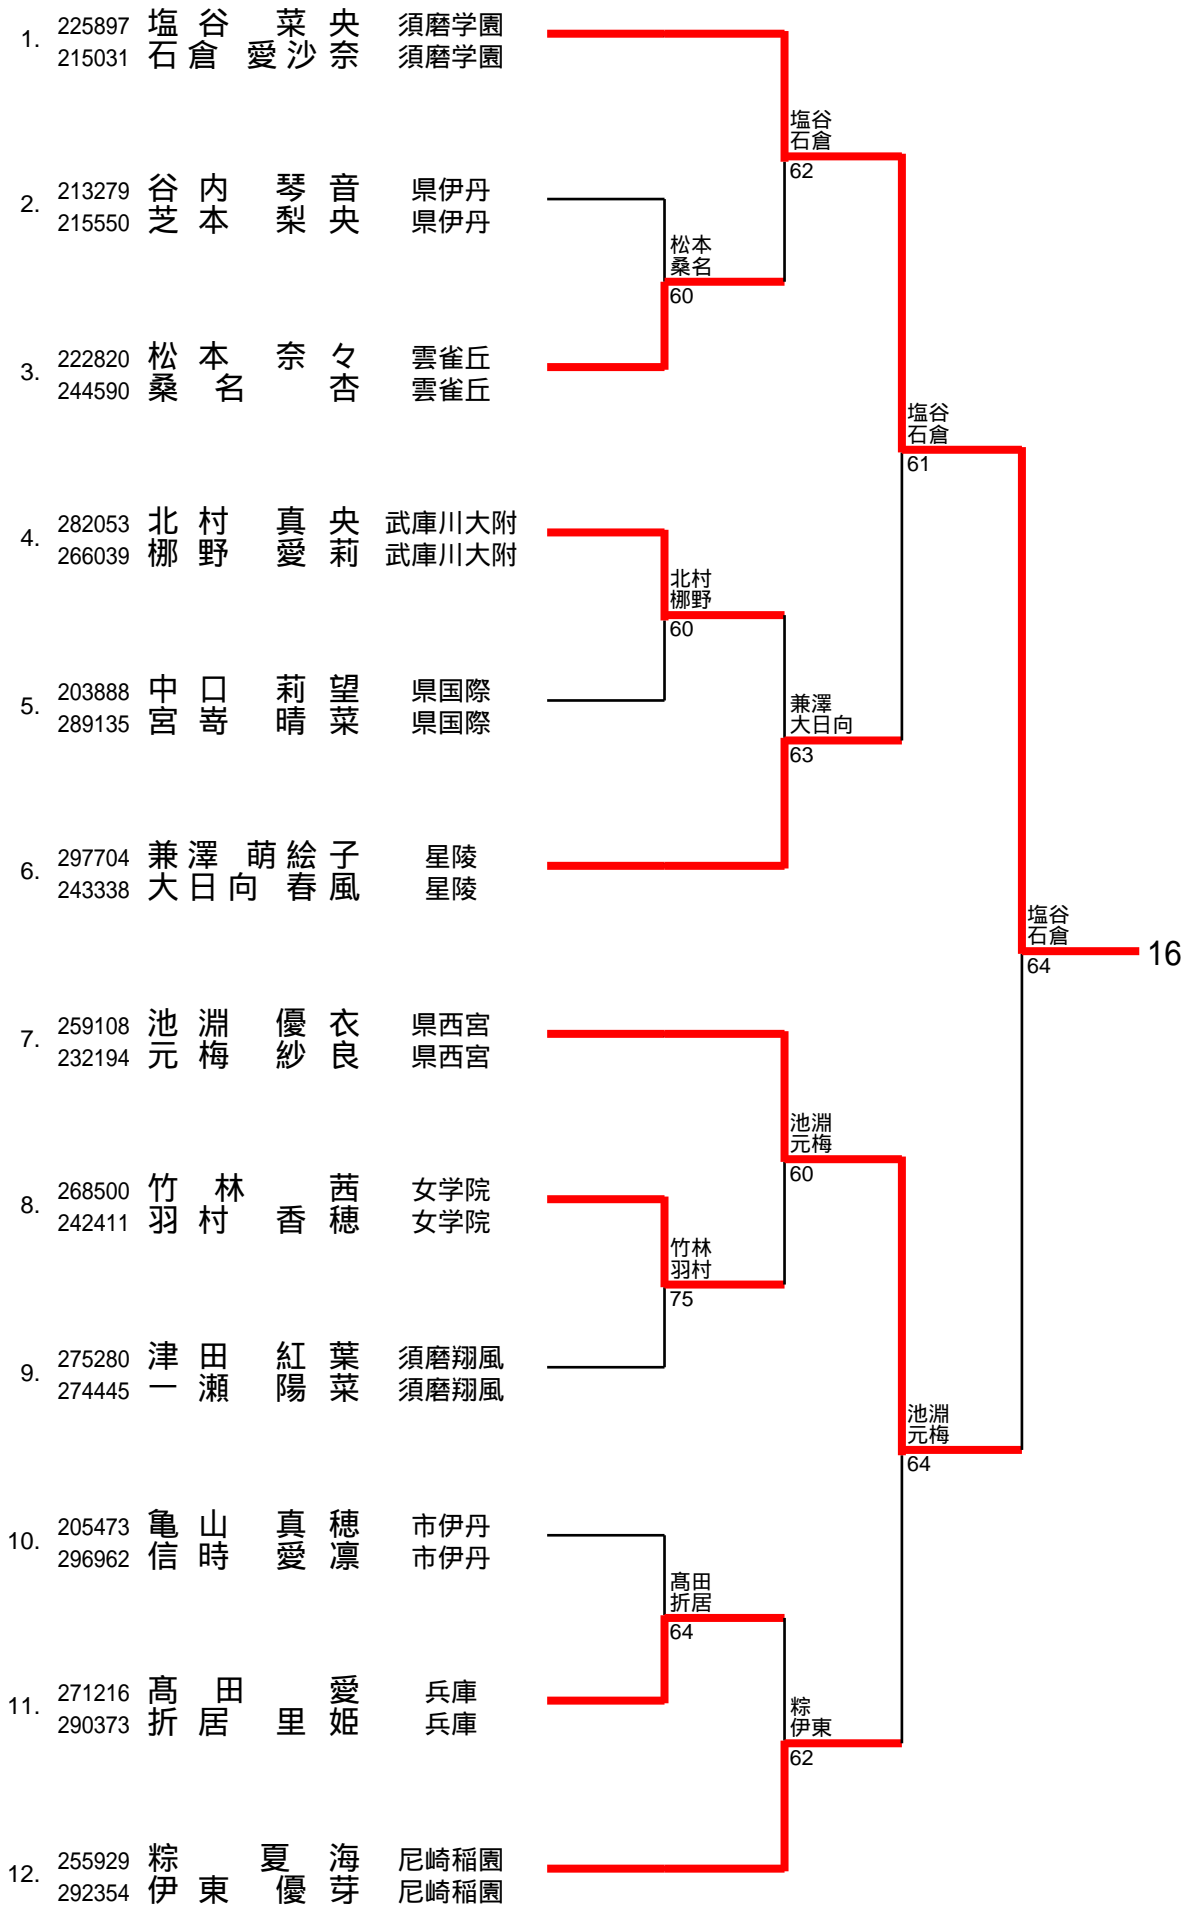 1. 225897 塩谷 菜央 須磨学園
215031 石倉 愛沙奈 須磨学園
塩谷
石倉
62
2. 213279 谷内 琴音 県伊丹
215550 芝本 梨央 県伊丹
松本
桑名
60
3. 222820 松本 奈々 雲雀丘
244590 桑名 杏 雲雀丘
塩谷
石倉
61
4. 282053 北村 真央 武庫川大附
266039 梛野 愛莉 武庫川大附
北村
梛野
60
5. 203888 中口 莉望 県国際
289135 宮嵜 晴菜 県国際
兼澤
大日向
63
6. 297704 兼澤 萌絵子 星陵
243338 大日向 春風 星陵
塩谷
石倉
64
16
7. 259108 池淵 優衣 県西宮
232194 元梅 紗良 県西宮
池淵
元梅
60
8. 268500 竹林 茜 女学院
242411 羽村 香穂 女学院
竹林
羽村
75
9. 275280 津田 紅葉 須磨翔風
274445 一瀬 陽菜 須磨翔風
池淵
元梅
64
10. 205473 亀山 真穂 市伊丹
296962 信時 愛凛 市伊丹
髙田
折居
64
11. 271216 髙田 愛 兵庫
290373 折居 里姫 兵庫
粽
伊東
62
12. 255929 粽 夏海 尼崎稲園
292354 伊東 優芽 尼崎稲園